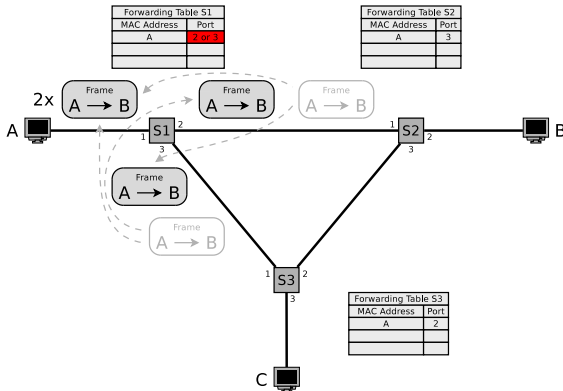 Forwarding Table S1
MAC Address Port
A 2 or 3
Forwarding Table S2
MAC Address Port
A 3
2x
Frame
A B
Frame
A B
Frame
A B
A
1
S1
2
3
1
S2
2
3
B
Frame
A B
Frame
A B
1
S3
2
3
Forwarding Table S3
MAC Address Port
A 2
C